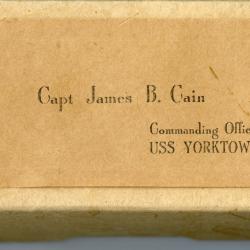 Capt James B. Cain
Commanding Offic
USS YORKTOW